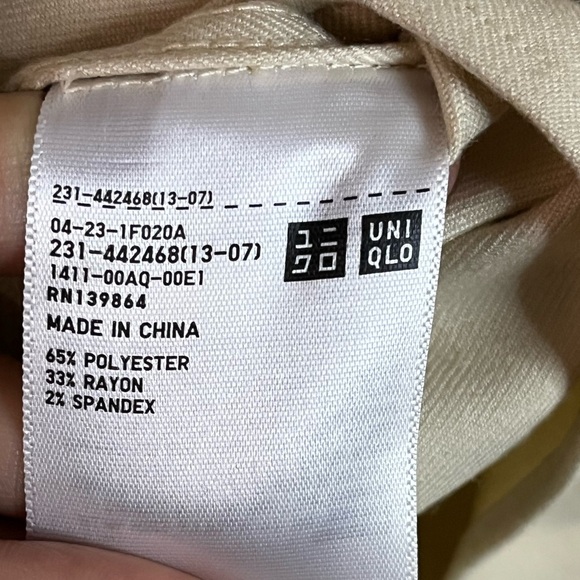 231-442468(13-07)
04-23-1F020A
231-442468(13-07)
1411-00AQ-00E1
RN139864
MADE IN CHINA
65% POLYESTER
33% RAYON
2% SPANDEX
ユニ
クロ
UNI
QLO